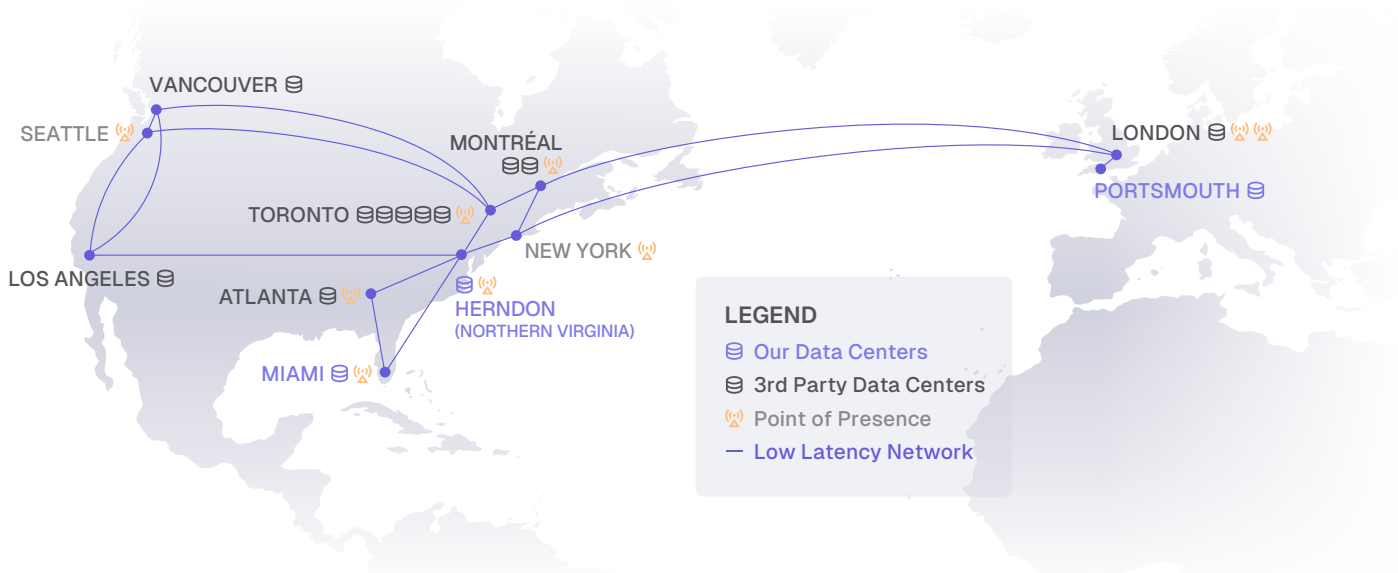 VANCOUVER
SEATTLE
MONTRÉAL
LONDON
PORTSMOUTH
TORONTO
NEW YORK
LOS ANGELES
ATLANTA
HERNDON
(NORTHERN VIRGINIA)
MIAMI
LEGEND
Our Data Centers
3rd Party Data Centers
Point of Presence
Low Latency Network